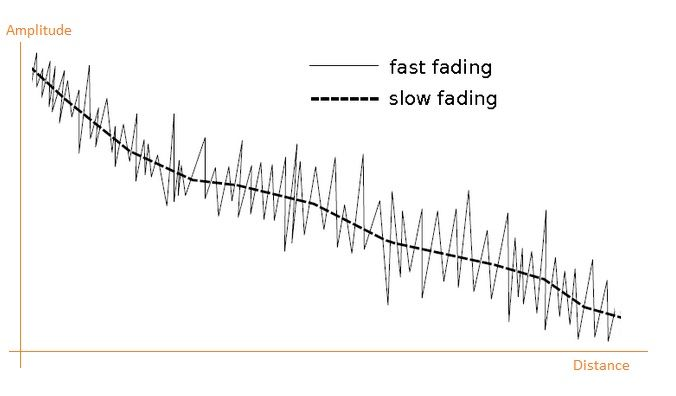 Amplitude
fast fading
slow fading
Distance